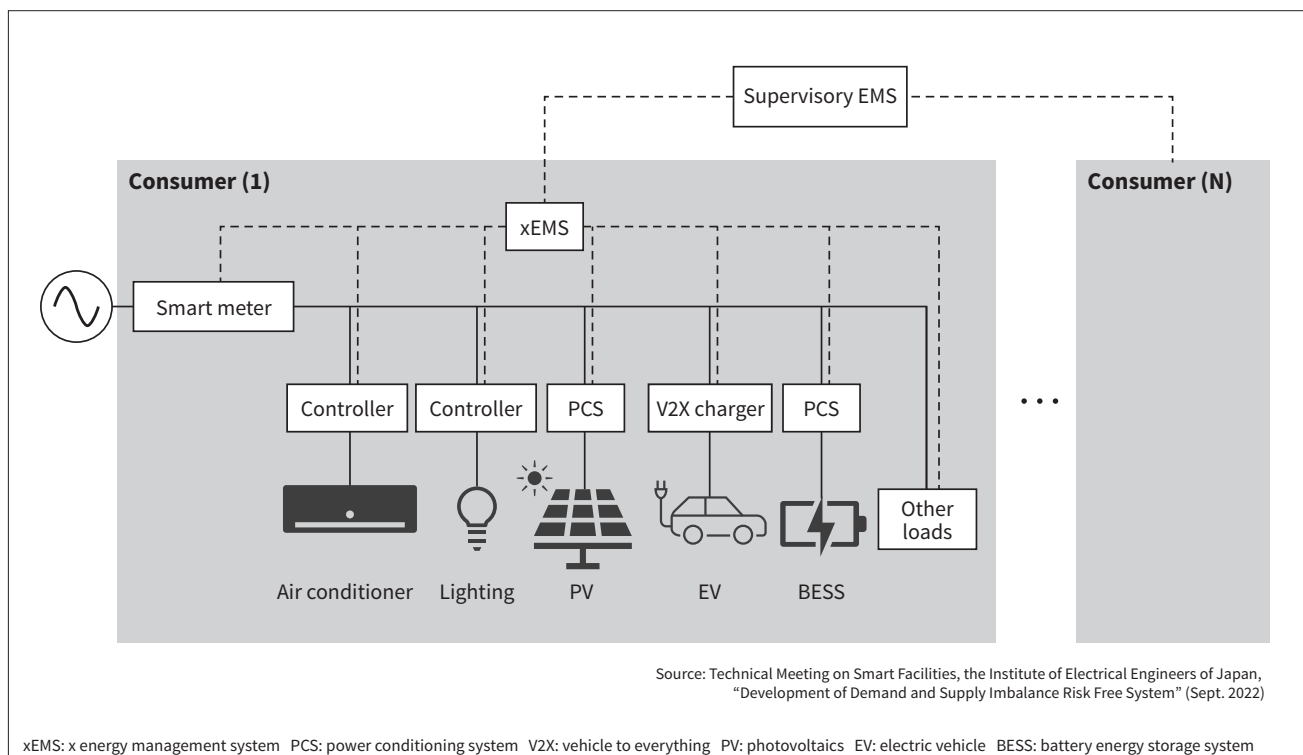 Supervisory EMS
Consumer (1)
Consumer (N)
xEMS
Smart meter
Controller
Controller
PCS
V2X charger
PCS
...
Other
loads
Air conditioner
Lighting
PV
EV
BESS
Source: Technical Meeting on Smart Facilities, the Institute of Electrical Engineers of Japan,
“Development of Demand and Supply Imbalance Risk Free System” (Sept. 2022)
xEMS: x energy management system PCS: power conditioning system V2X: vehicle to everything PV: photovoltaics EV: electric vehicle BESS: battery energy storage system